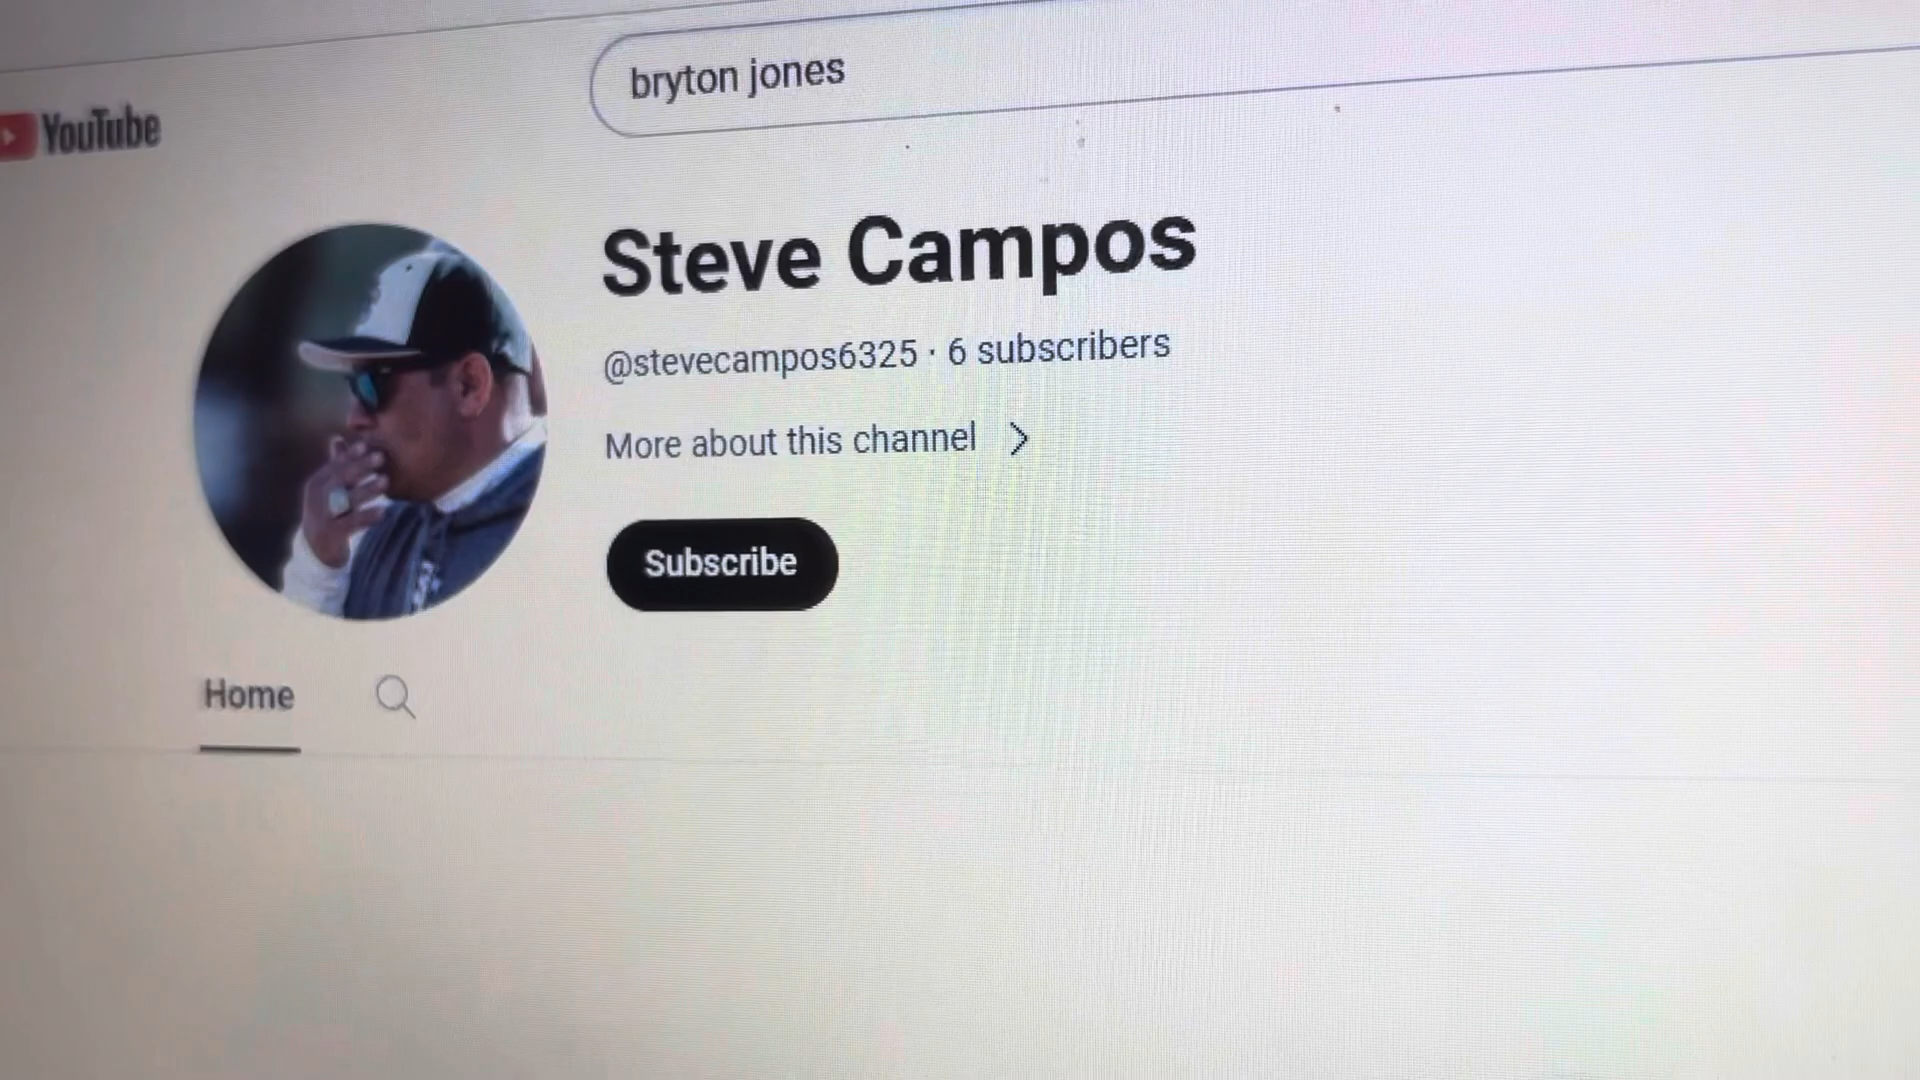 bryton jones
YouTube
Steve Campos
@stevecampos6325 · 6 subscribers
More about this channel
Subscribe
Home